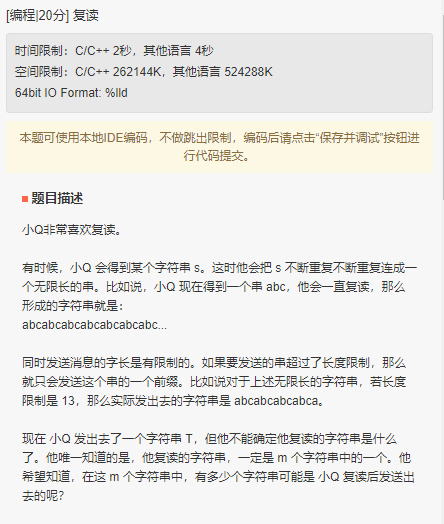 [编程|20分] 复读
时间限制：C/C++ 2秒，其他语言 4秒
空间限制：C/C++ 262144K，其他语言 524288K
64bit IO Format: %lld
本题可使用本地IDE编码，不做跳出限制，编码后请点击“保存并调试”按钮进
行代码提交。
题目描述
小Q非常喜欢复读。
有时候，小Q 会得到某个字符串 s。这时他会把 s 不断重复不断重复连成一
个无限长的串。比如说，小Q 现在得到一个串 abc，他会一直复读，那么
形成的字符串就是：
abcabcabcabcabcabcabc...
同时发送消息的字长是有限制的。如果要发送的串超过了长度限制，那么
就只会发送这个串的一个前缀。比如说对于上述无限长的字符串，若长度
限制是 13，那么实际发出去的字符串是 abcabcabcabca。
现在 小Q 发出去了一个字符串 T，但他不能确定他复读的字符串是什么
了。他唯一知道的是，他复读的字符串，一定是 m 个字符串中的一个。他
希望知道，在这 m 个字符串中，有多少个字符串可能是 小Q 复读后发送出
去的呢?